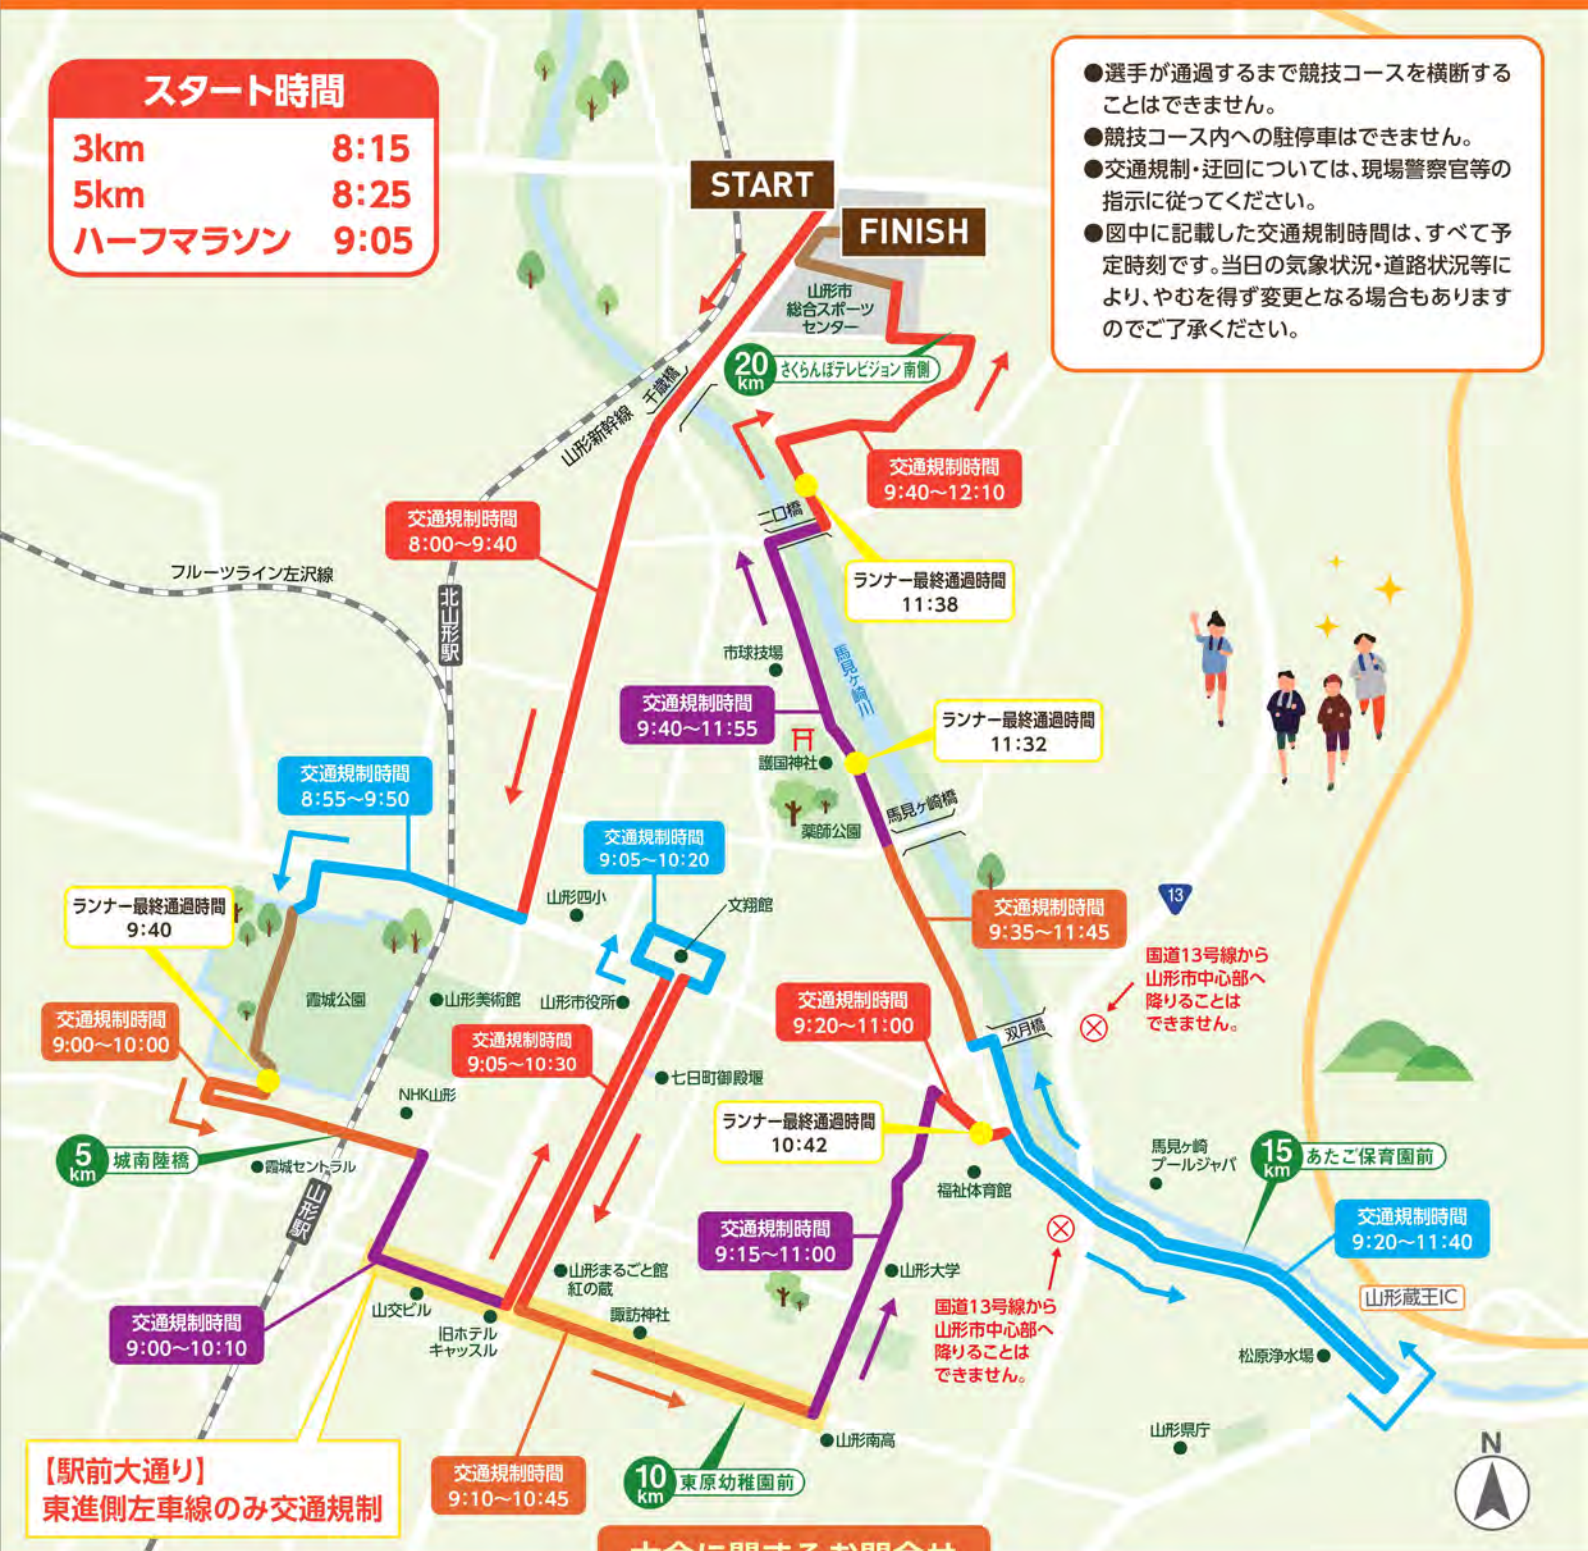 スタート時間
3km 8:15
5km 8:25
ハーフマラソン 9:05
●選手が通過するまで競技コースを横断する
ことはできません。
●競技コース内への駐停車はできません。
●交通規制・迂回については、現場警察官等の
指示に従ってください。
●図中に記載した交通規制時間は、すべて予
定時刻です。当日の気象状況・道路状況等に
より、やむを得ず変更となる場合もあります
のでご了承ください。
START
FINISH
山形市
総合スポーツ
センター
20
km
さくらんぼテレビジョン南側
千歳橋
山形新幹線
交通規制時間
9:40〜12:10
交通規制時間
8:00〜9:40
二口橋
フルーツライン左沢線
北山形駅
ランナー最終通過時間
11:38
市球技場
馬見ヶ崎川
交通規制時間
9:40〜11:55
ランナー最終通過時間
11:32
護国神社
交通規制時間
8:55〜9:50
馬見ヶ崎橋
薬師公園
交通規制時間
9:05〜10:20
山形四小
文翔館
13
ランナー最終通過時間
9:40
交通規制時間
9:35〜11:45
国道13号線から
山形市中心部へ
降りることは
できません。
霞城公園
山形美術館
山形市役所
交通規制時間
9:20〜11:00
双月橋
交通規制時間
9:00〜10:00
交通規制時間
9:05〜10:30
七日町御殿堰
NHK山形
ランナー最終通過時間
10:42
5
km
城南陸橋
霞城セントラル
馬見ヶ崎
プールジャバ
15
km
あたご保育園前
福祉体育館
山形駅
交通規制時間
9:15〜11:00
交通規制時間
9:20〜11:40
山形まるごと館
紅の蔵
山形大学
山形蔵王IC
山交ビル
諏訪神社
国道13号線から
山形市中心部へ
降りることは
できません。
交通規制時間
9:00〜10:10
旧ホテル
キャッスル
松原浄水場
山形南高
山形県庁
【駅前大通り】
東進側左車線のみ交通規制
交通規制時間
9:10〜10:45
10
km
東原幼稚園前
N